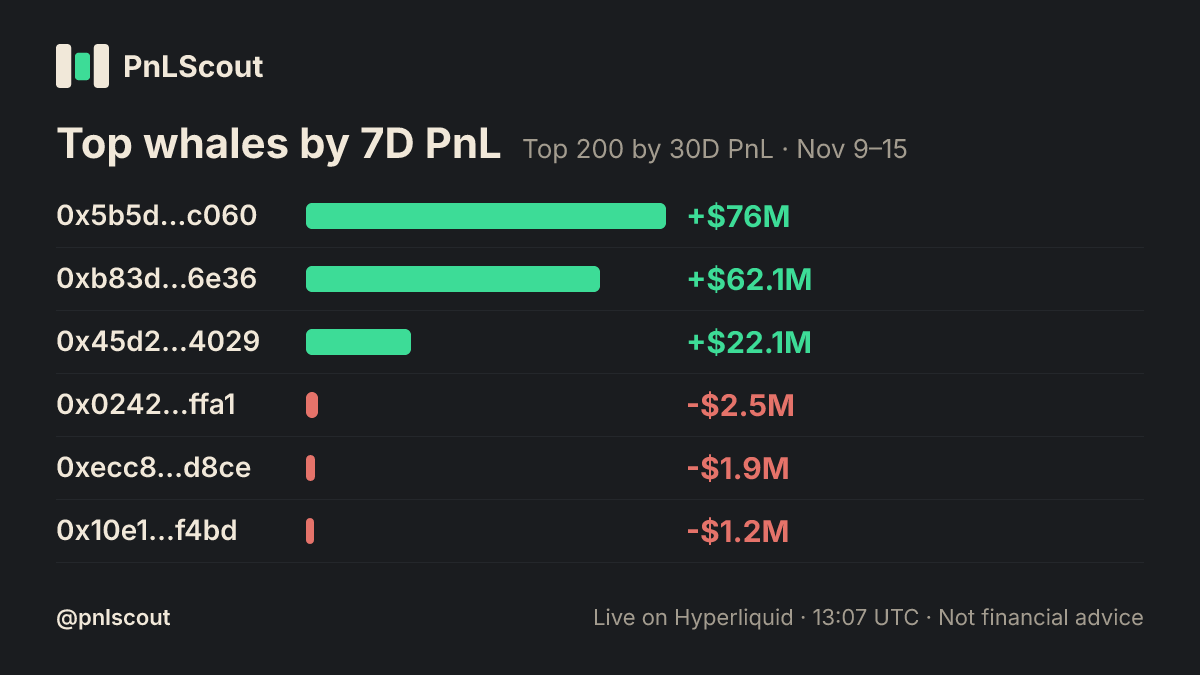 PnLScout
Top whales by 7D PnL Top 200 by 30D PnL · Nov 9–15
0x5b5d…c060 +$76M
0xb83d…6e36 +$62.1M
0x45d2…4029 +$22.1M
0x0242…ffa1 -$2.5M
0xecc8…d8ce -$1.9M
0x10e1…f4bd -$1.2M
@pnlscout Live on Hyperliquid · 13:07 UTC · Not financial advice